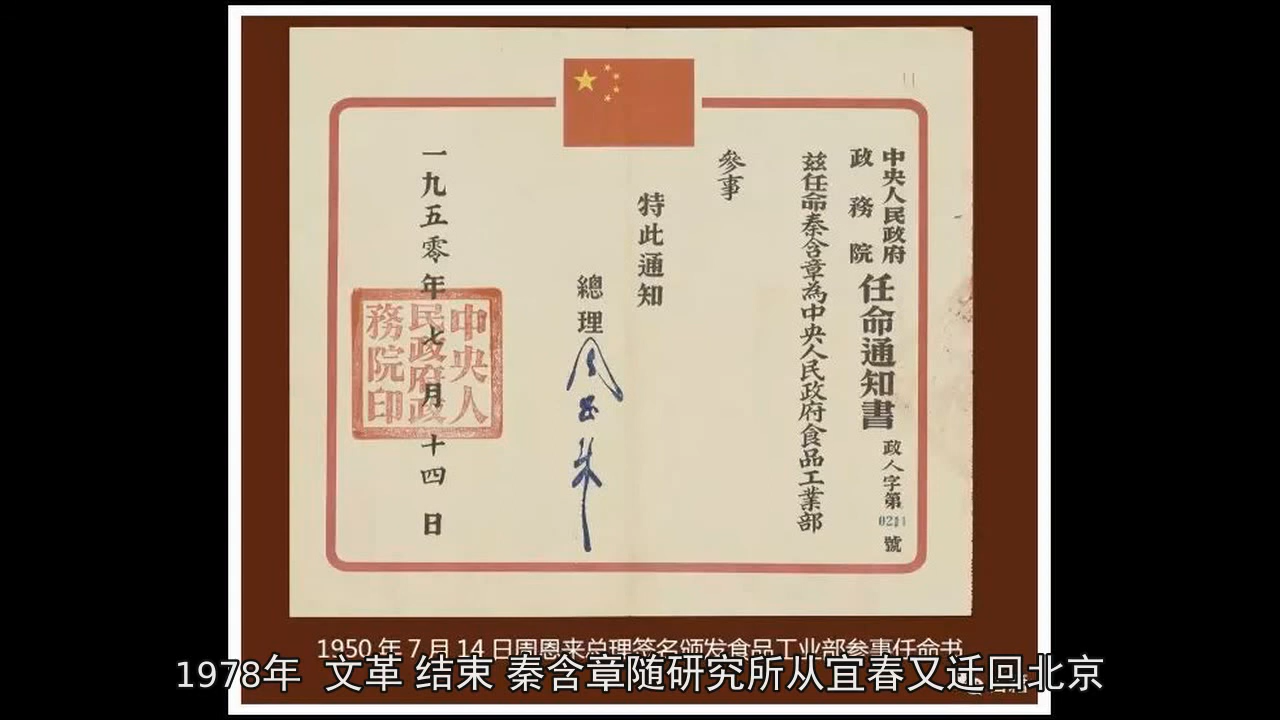 中央人民政府
政務院
任命通知書
政人字第
號
茲任命秦含章為中央人民政府食品工業部
參事
特此通知
總理
周恩来
一九五零年七月十四日
中央人民政府政務院印
1950年7月14日周恩来总理签名颁发食品工业部参事任命书
1978年 文革 结束 秦含章随研究所从宜春又迁回北京